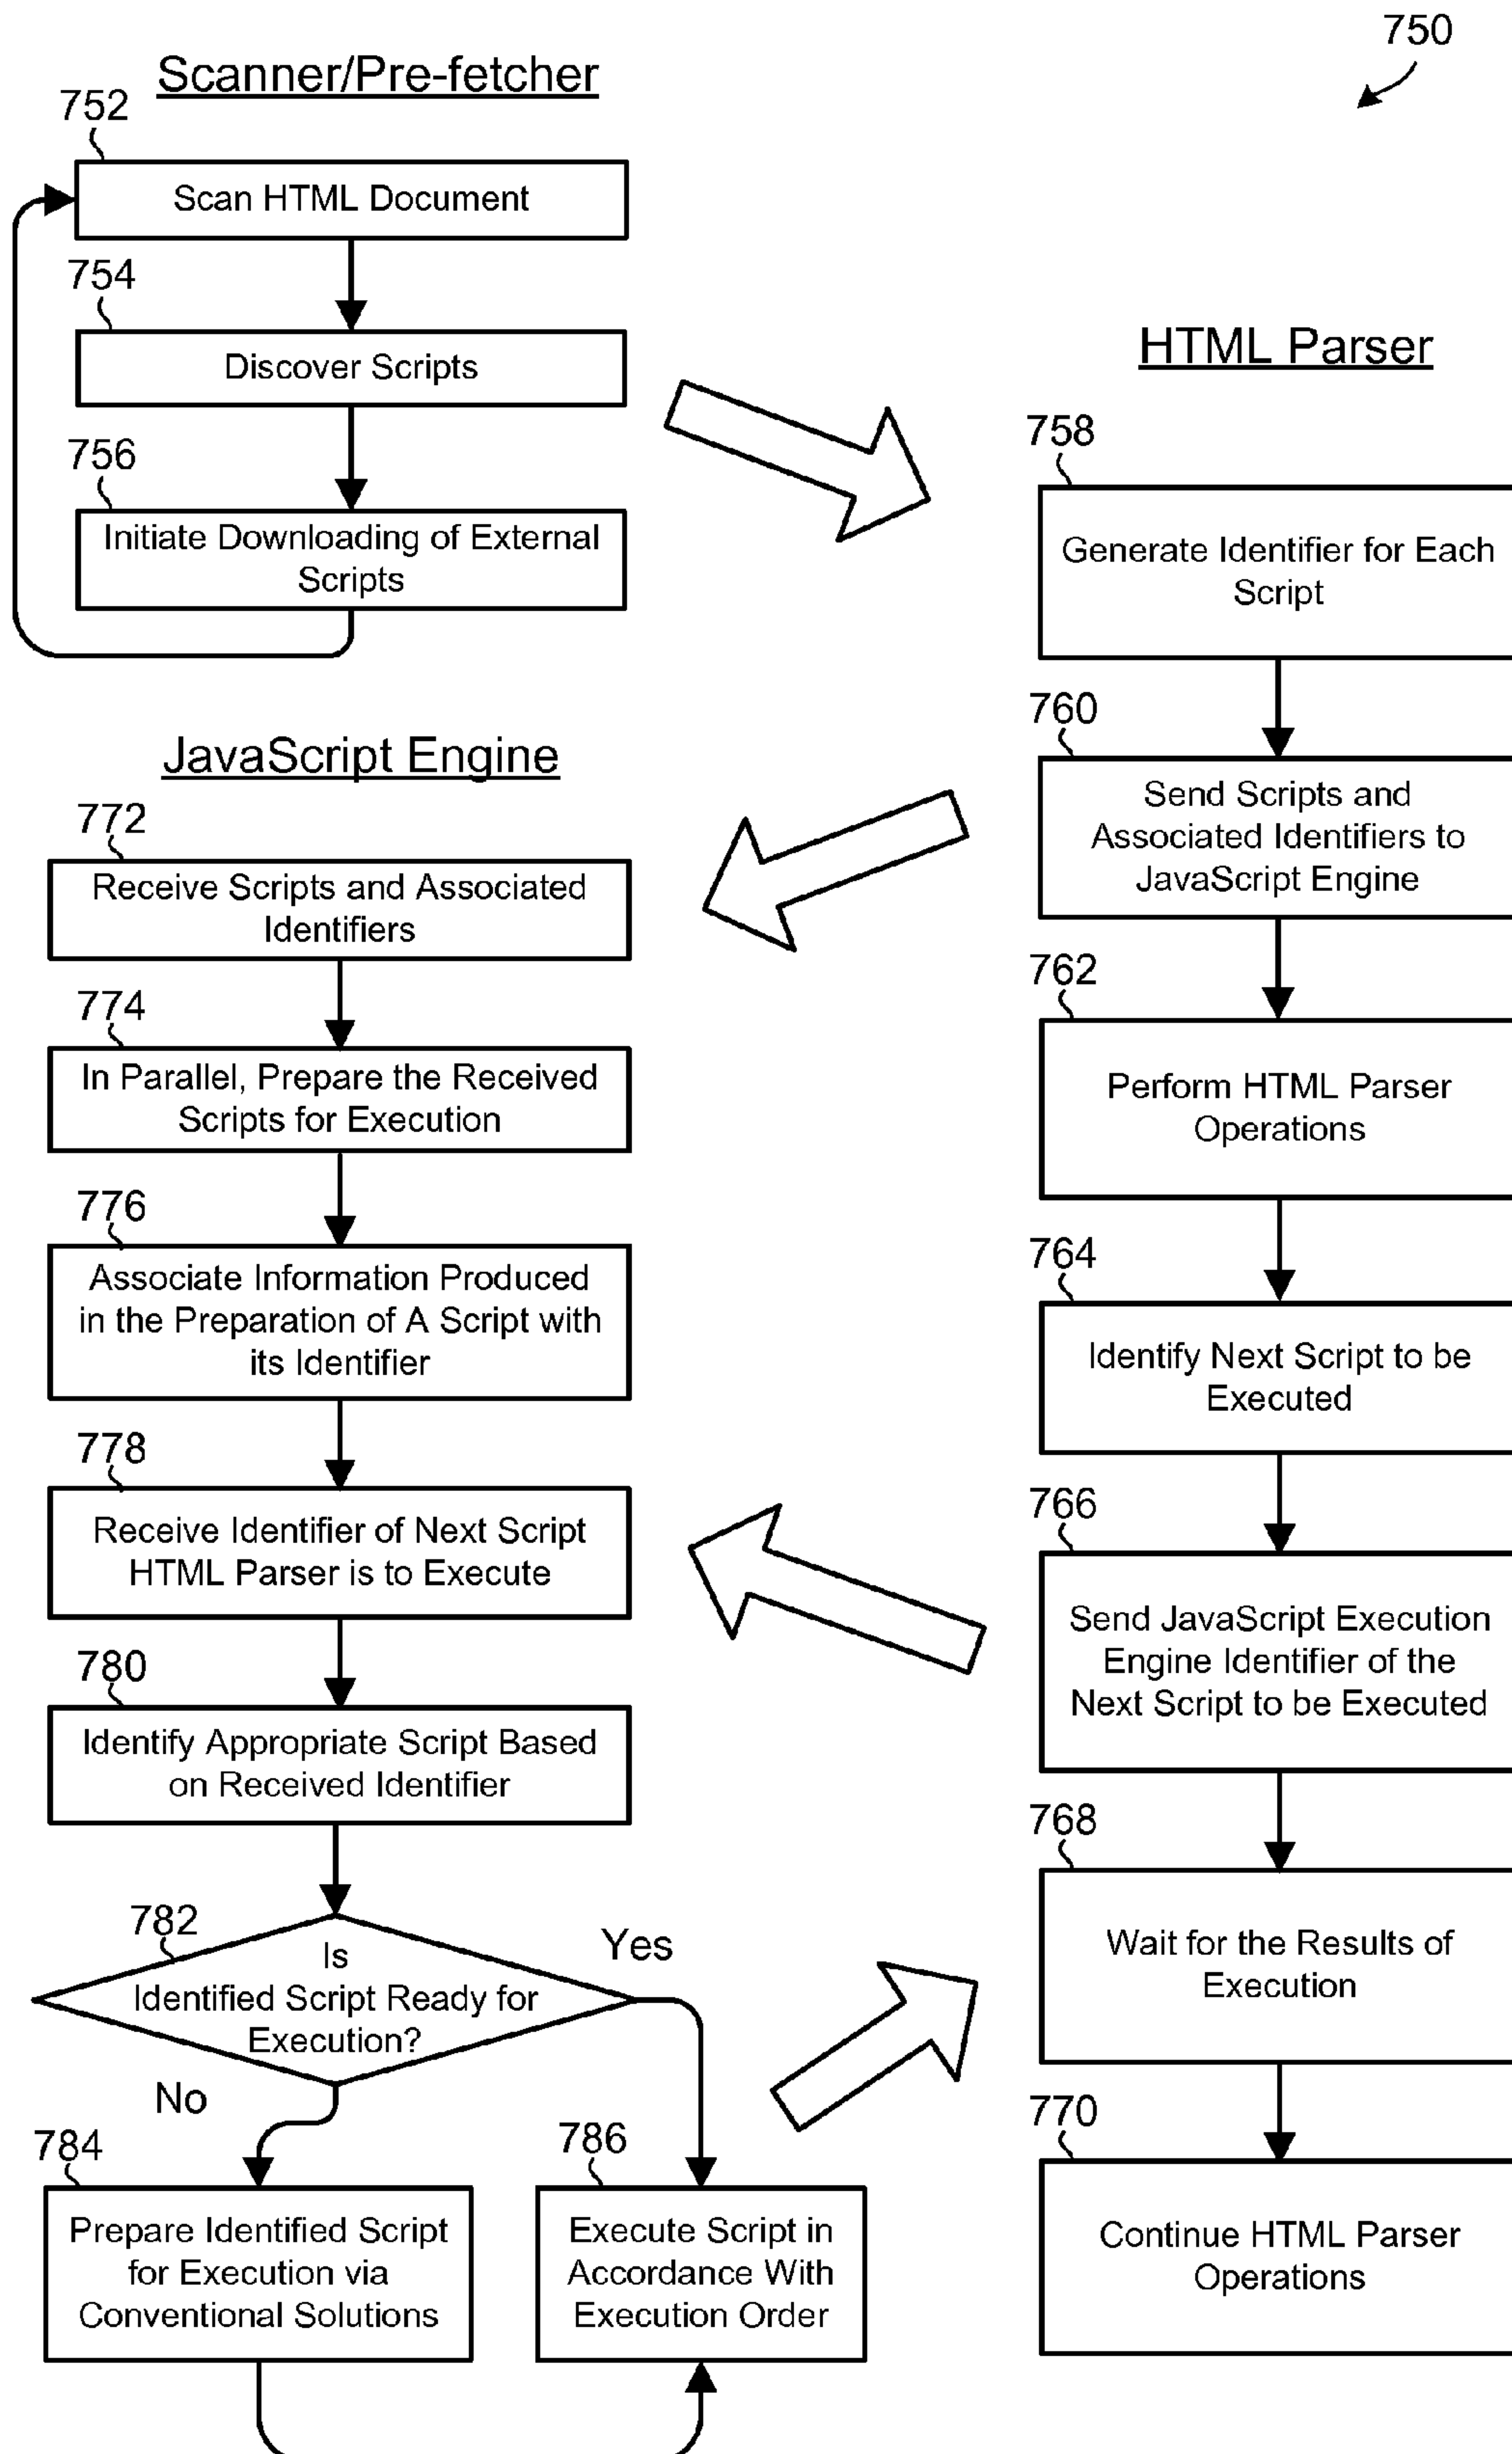 750
Scanner/Pre-fetcher
752
Scan HTML Document
754
Discover Scripts
756
Initiate Downloading of External
Scripts
HTML Parser
758
Generate Identifier for Each
Script
760
Send Scripts and
Associated Identifiers to
JavaScript Engine
762
Perform HTML Parser
Operations
764
Identify Next Script to be
Executed
766
Send JavaScript Execution
Engine Identifier of the
Next Script to be Executed
768
Wait for the Results of
Execution
770
Continue HTML Parser
Operations
JavaScript Engine
772
Receive Scripts and Associated
Identifiers
774
In Parallel, Prepare the Received
Scripts for Execution
776
Associate Information Produced
in the Preparation of A Script with
its Identifier
778
Receive Identifier of Next Script
HTML Parser is to Execute
780
Identify Appropriate Script Based
on Received Identifier
782
Is
Identified Script Ready for
Execution?
Yes
No
784
Prepare Identified Script
for Execution via
Conventional Solutions
786
Execute Script in
Accordance With
Execution Order